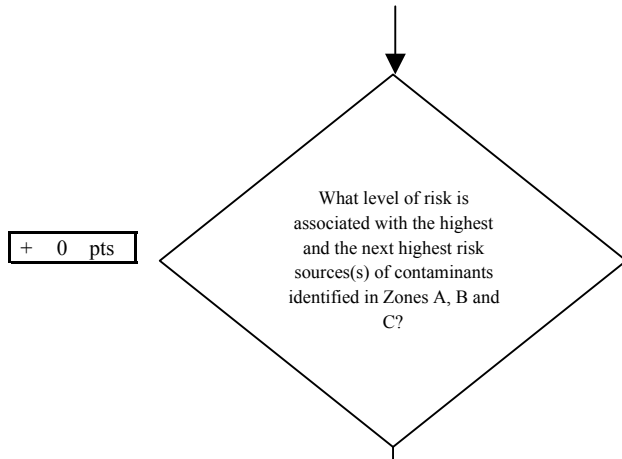 What level of risk is
associated with the highest
and the next highest risk
sources(s) of contaminants
identified in Zones A, B and
C?
+ 0 pts